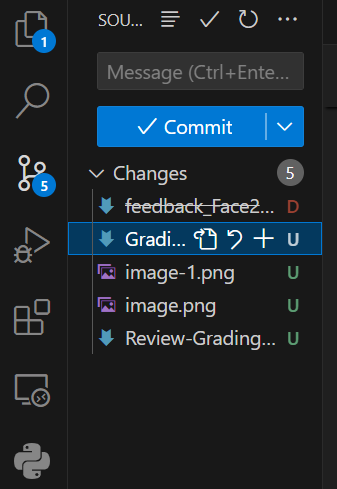 SOU...
1
Message (Ctrl+Ente...
Commit
5
Changes 5
feedback_Face2... D
Gradi... U
image-1.png U
image.png U
Review-Grading... U